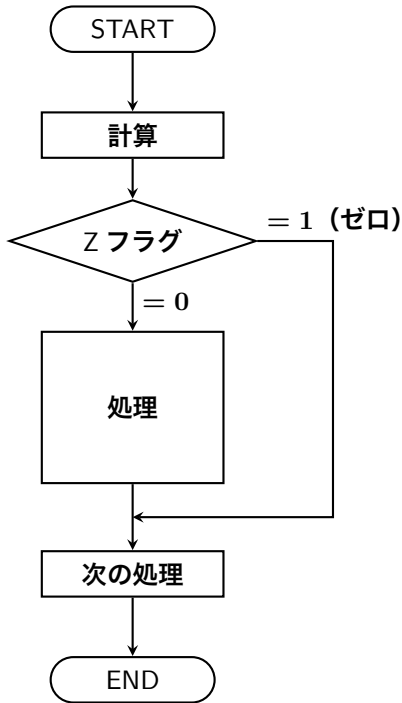 START
計算
Z フラグ
= 1（ゼロ）
= 0
処理
次の処理
END